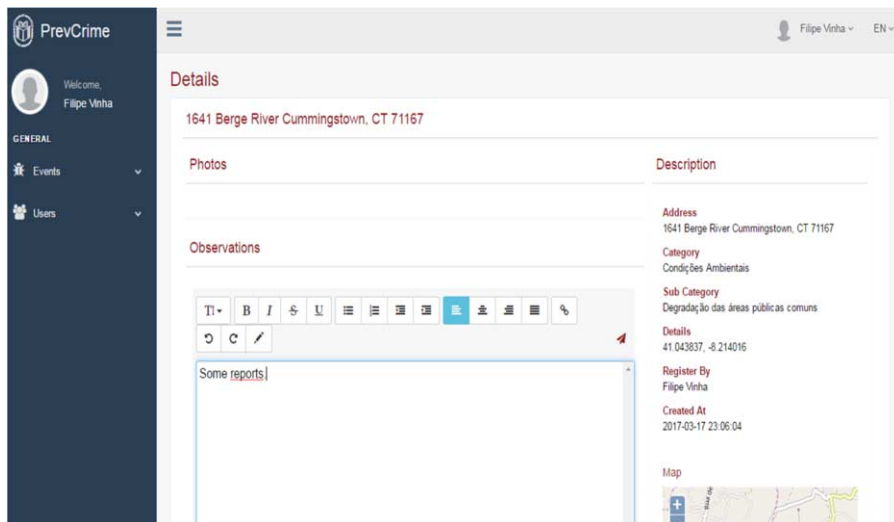 PrevCrime
Filipe Vinha
EN
Welcome,
Filipe Vinha
GENERAL
Events
Users
Details
1641 Berge River Cummingstown, CT 71167
Photos
Observations
TI
B I S U
Some reports
Description
Address
1641 Berge River Cummingstown, CT 71167
Category
Condições Ambientais
Sub Category
Degradação das áreas públicas comuns
Details
41.043837, -8.214016
Register By
Filipe Vinha
Created At
2017-03-17 23:06:04
Map
+